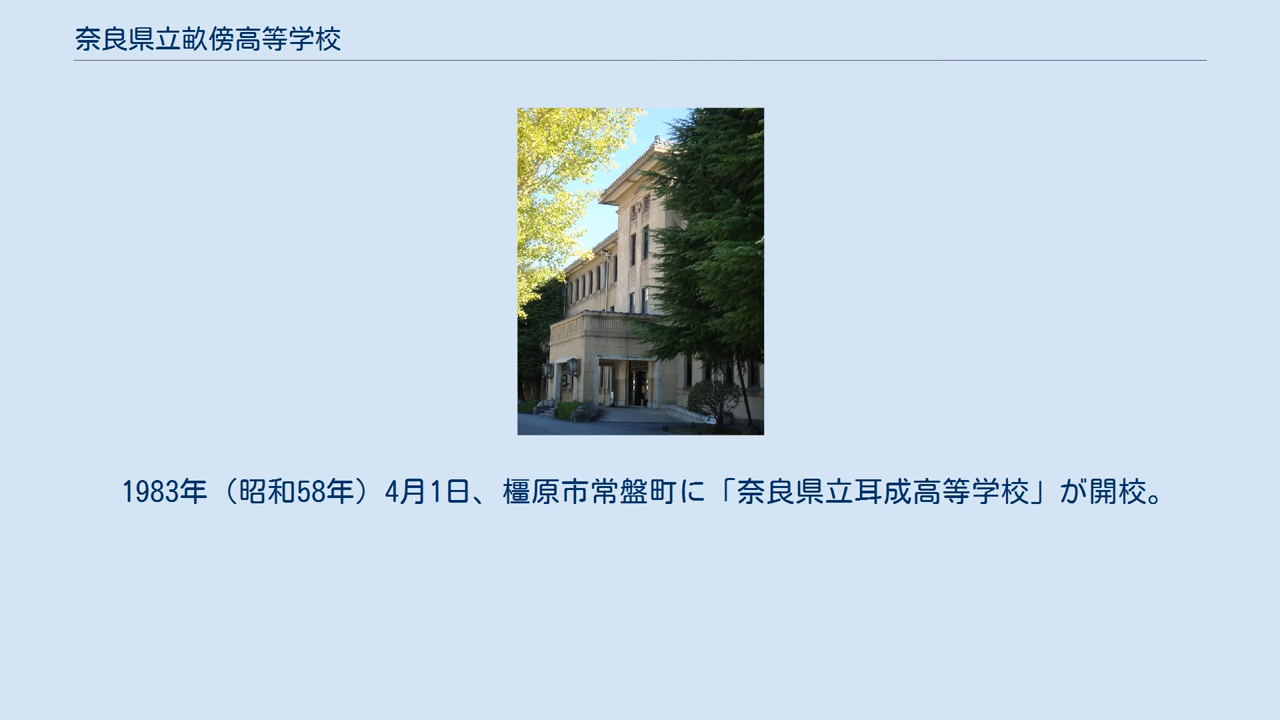 奈良県立畝傍高等学校
1983年（昭和58年）4月1日、橿原市常盤町に「奈良県立耳成高等学校」が開校。